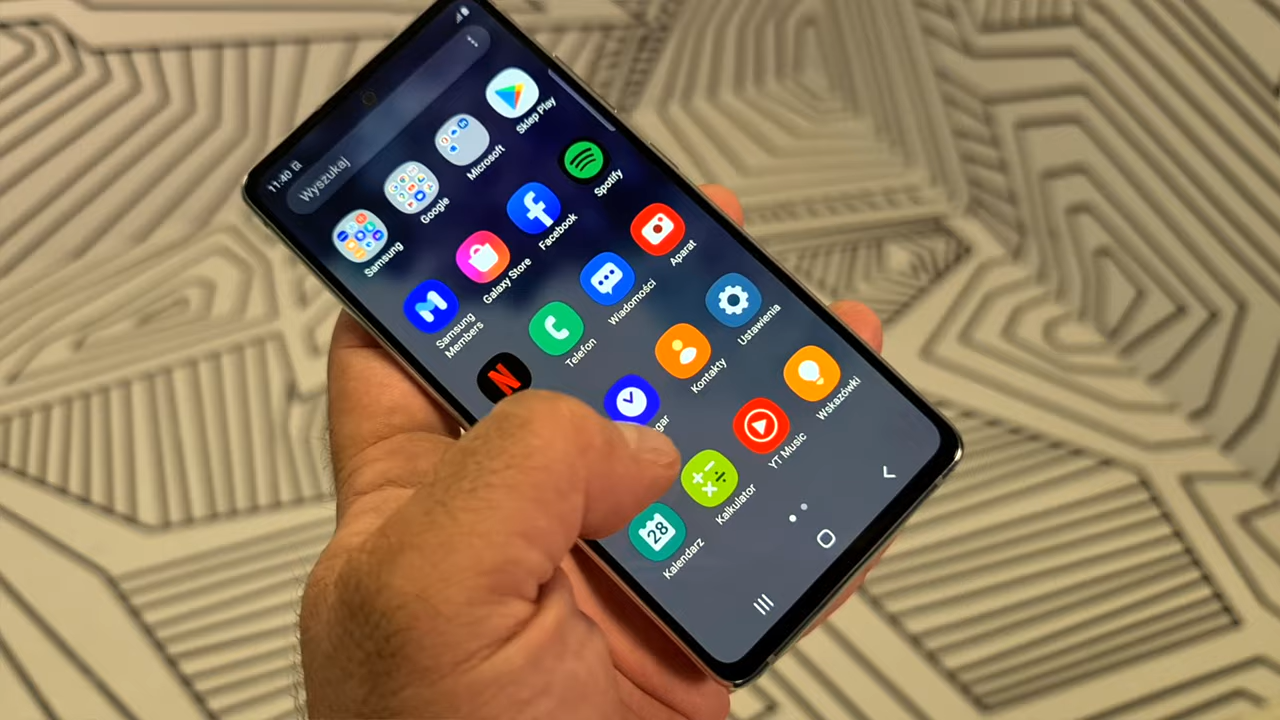 11:40
Wyszukaj
Samsung
Google
Microsoft
Sklep Play
Samsung
Members
Galaxy Store
Facebook
Spotify
N
Telefon
Wiadomości
Aparat
Kontakty
Ustawienia
28
Kalendarz
Kalkulator
YT Music
Wskazówki